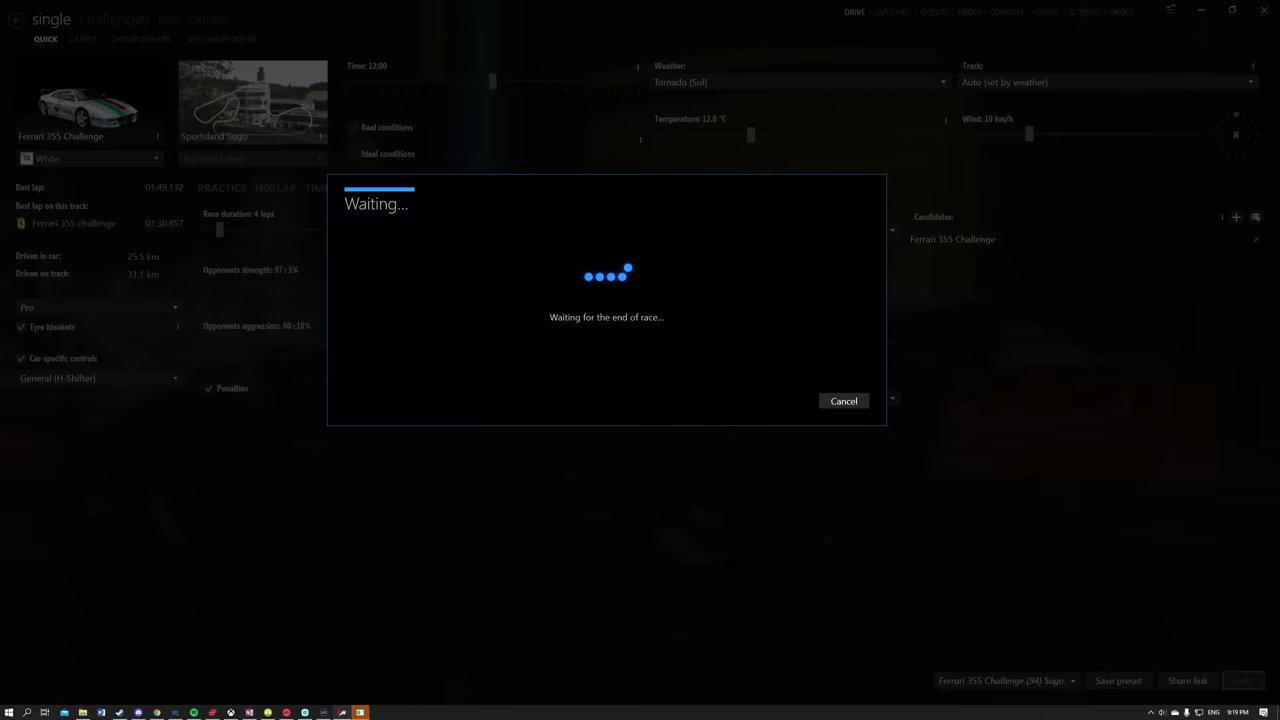 single challenges live online
DRIVE LAP TIMES RESULTS MEDIA CONTENT SERVER SETTINGS ABOUT
QUICK CAREER CHAMPIONSHIPS MY CHAMPIONSHIP
Time: 12:00
Weather:
Track:
Tornado (Sol)
Auto (set by weather)
Ferrari 355 Challenge
Sportsland Sugo
Temperature: 12.0 °C
Wind: 10 km/h
N
Real conditions
Ideal conditions
White
Best lap: 01:49.132
PRACTICE HOTLAP TIME
Best lap on this track:
Ferrari 355 challenge 01:30.857
Race duration: 4 laps
Waiting...
Candidates:
Ferrari 355 Challenge
Driven in car: 25.5 km
Driven on track: 31.1 km
Opponents strength: 97±3%
Pro
Waiting for the end of race...
Tyre blankets
Opponents aggression: 80±10%
Car-specific controls
General (H-Shifter)
Penalties
Cancel
Ferrari 355 Challenge (94) Sugo
Save preset
Share link
ENG
9:19 PM